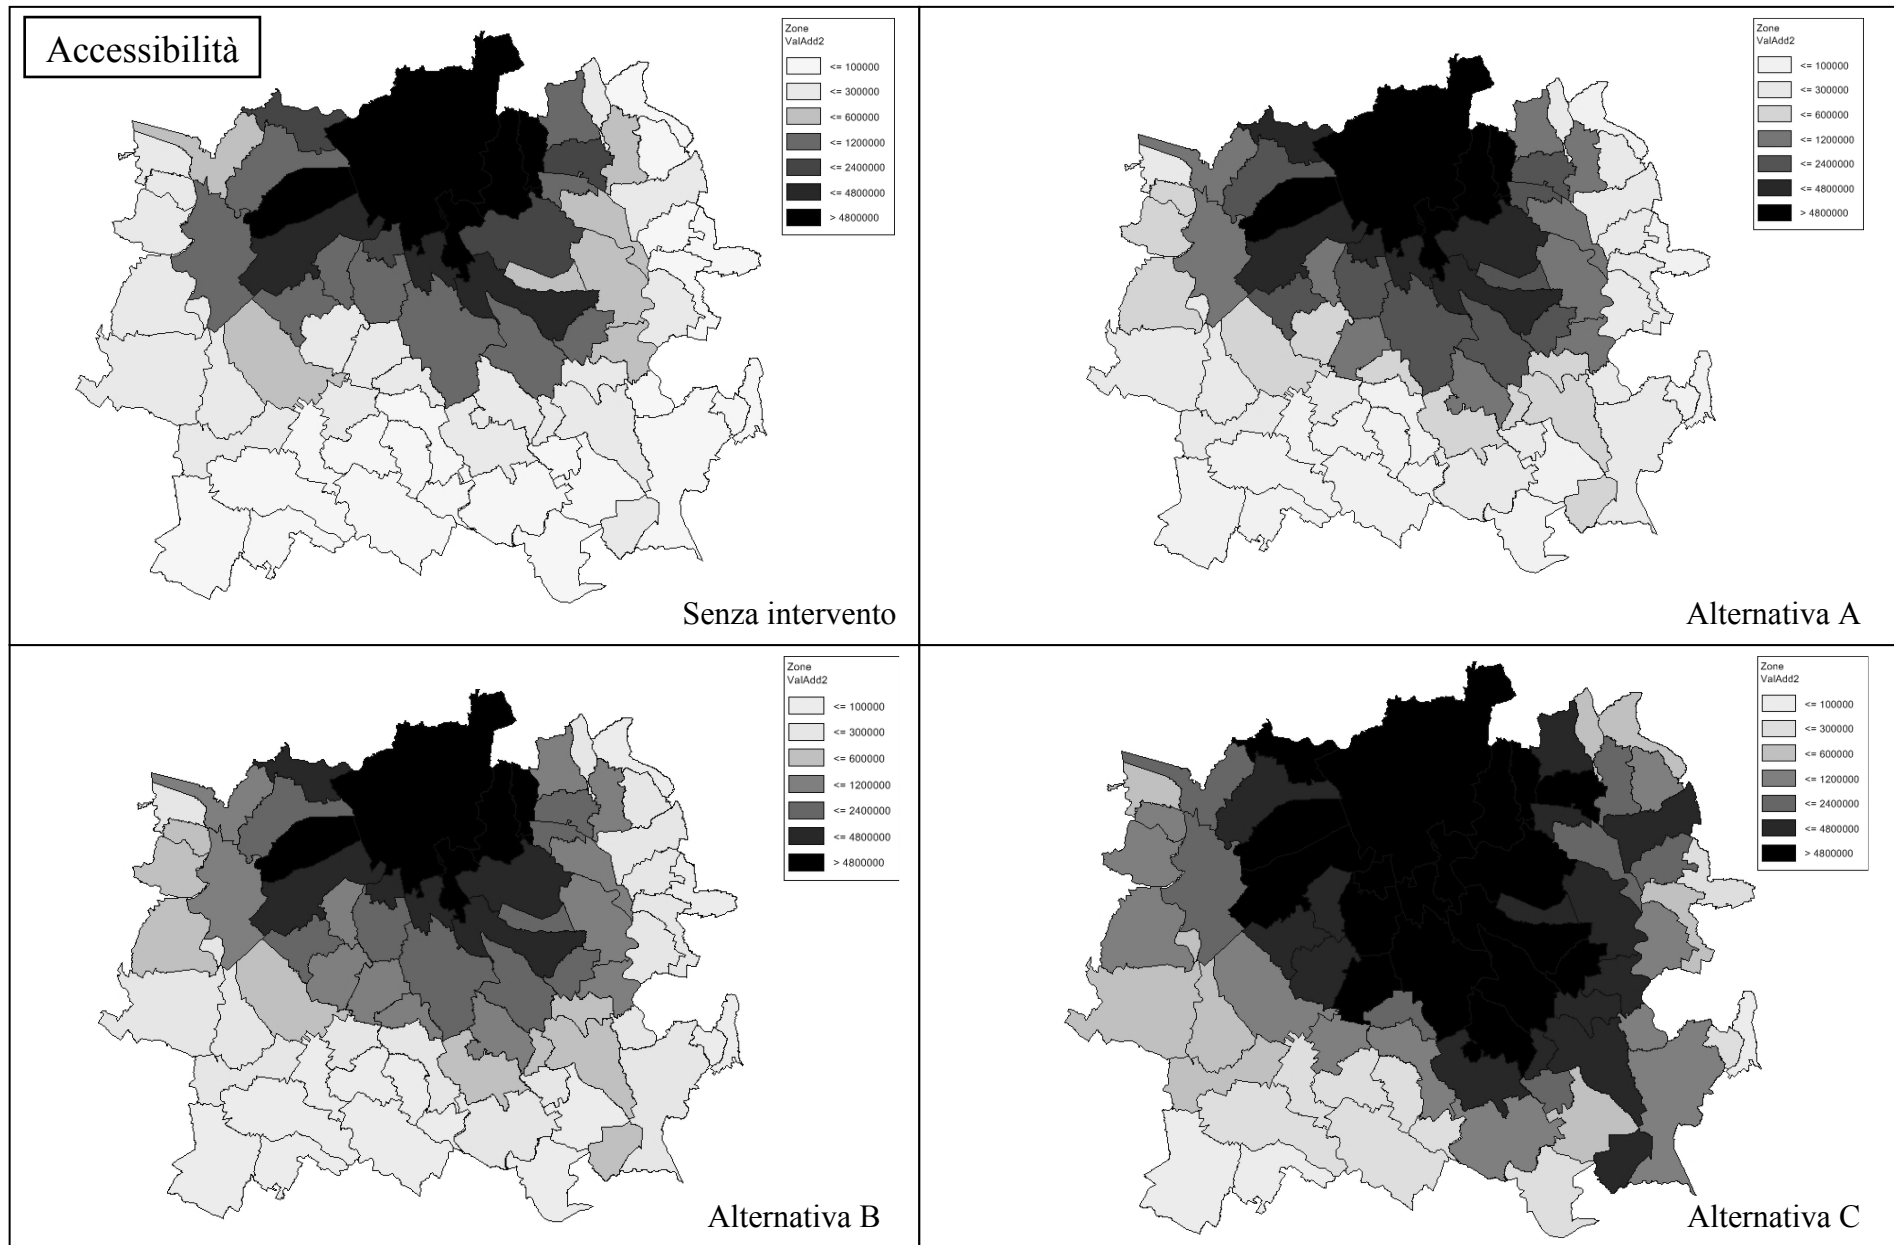 Accessibilità
Zone
ValAdd2
<= 100000
<= 300000
<= 600000
<= 1200000
<= 2400000
<= 4800000
> 4800000
Senza intervento
Zone
ValAdd2
<= 100000
<= 300000
<= 600000
<= 1200000
<= 2400000
<= 4800000
> 4800000
Alternativa A
Zone
ValAdd2
<= 100000
<= 300000
<= 600000
<= 1200000
<= 2400000
<= 4800000
> 4800000
Alternativa B
Zone
ValAdd2
<= 100000
<= 300000
<= 600000
<= 1200000
<= 2400000
<= 4800000
> 4800000
Alternativa C